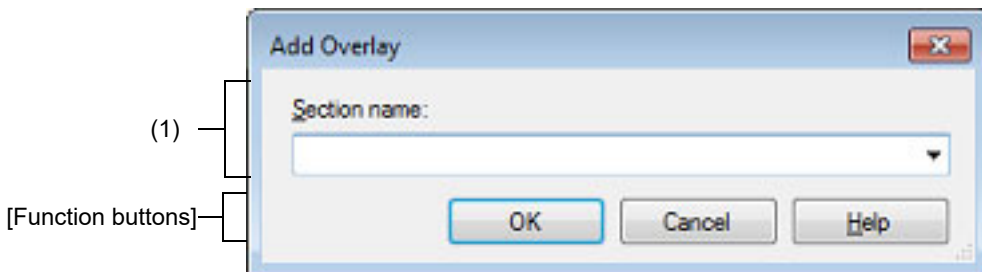 Add Overlay
Section name:
(1)
[Function buttons]
OK Cancel Help